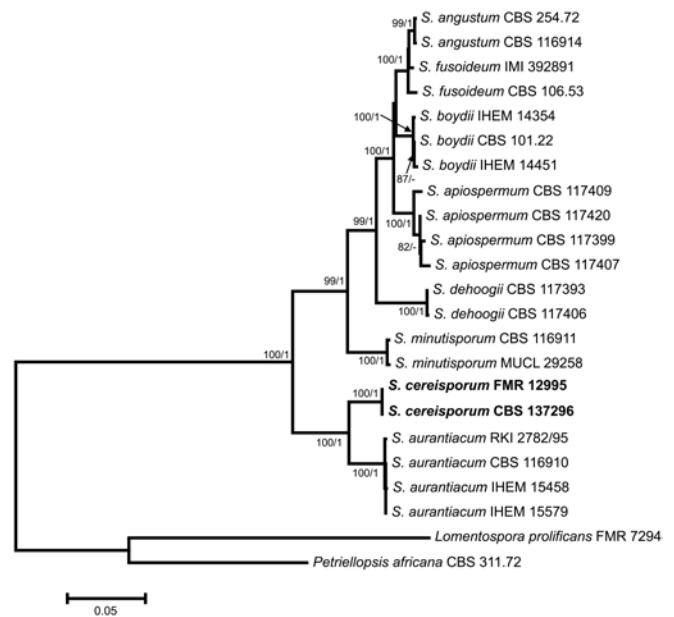 S. angustum CBS 254.72
99/1
S. angustum CBS 116914
S. fusoideum IMI 392891
100/1
S. fusoideum CBS 106.53
S. boydii IHEM 14354
100/1
S. boydii CBS 101.22
100/1
S. boydii IHEM 14451
87/-
S. apiospermum CBS 117409
S. apiospermum CBS 117420
100/1
99/1
S. apiospermum CBS 117399
82/-
S. apiospermum CBS 117407
99/1
S. dehoogii CBS 117393
100/1
S. dehoogii CBS 117406
S. minutisporum CBS 116911
100/1
100/1
S. minutisporum MUCL 29258
S. cereisporum FMR 12995
100/1
S. cereisporum CBS 137296
S. aurantiacum RKI 2782/95
100/1
S. aurantiacum CBS 116910
100/1
S. aurantiacum IHEM 15458
S. aurantiacum IHEM 15579
Lomentospora prolificans FMR 7294
Petriellopsis africana CBS 311.72
0.05